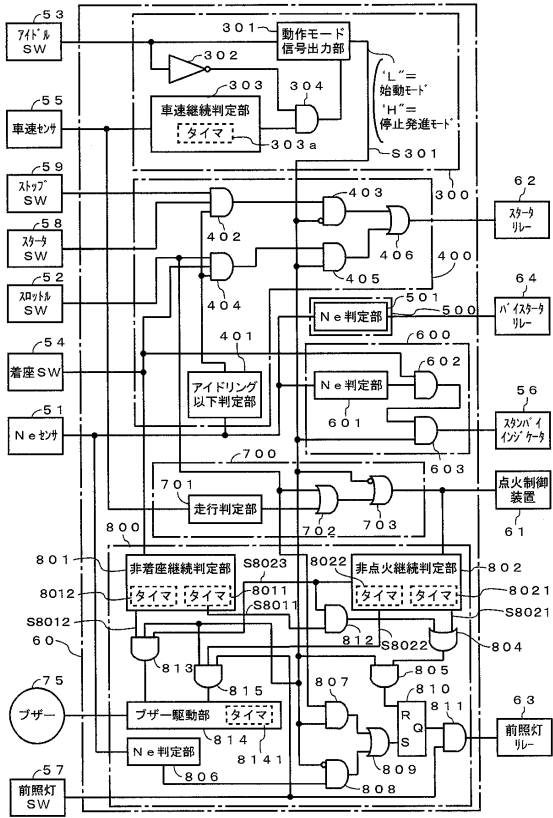 53
アイドル
SW
55
車速センサ
59
ストップ
SW
58
スタータ
SW
52
スロットル
SW
54
着座SW
51
Neセンサ
301
動作モード
信号出力部
302
303
304
車速継続判定部
タイマ
303a
"L"=
始動モード
"H"=
停止発進モード
S301
300
402
403
404
405
406
400
401
アイドリング
以下判定部
501
500
Ne判定部
600
602
Ne判定部
601
603
62
スタータ
リレー
64
バイスタータ
リレー
56
スタンバイ
インジケータ
点火制御
装置
61
700
701
走行判定部
702
703
800
801
非着座継続判定部
タイマ
タイマ
8012
8011
S8023
S8011
S8012
8022
非点火継続判定部
802
タイマ
タイマ
8021
S8021
S8022
812
804
813
815
805
60
75
ブザー
ブザー駆動部
タイマ
814
8141
Ne判定部
806
807
808
809
810
R
Q
S
811
63
前照灯
リレー
57
前照灯
SW